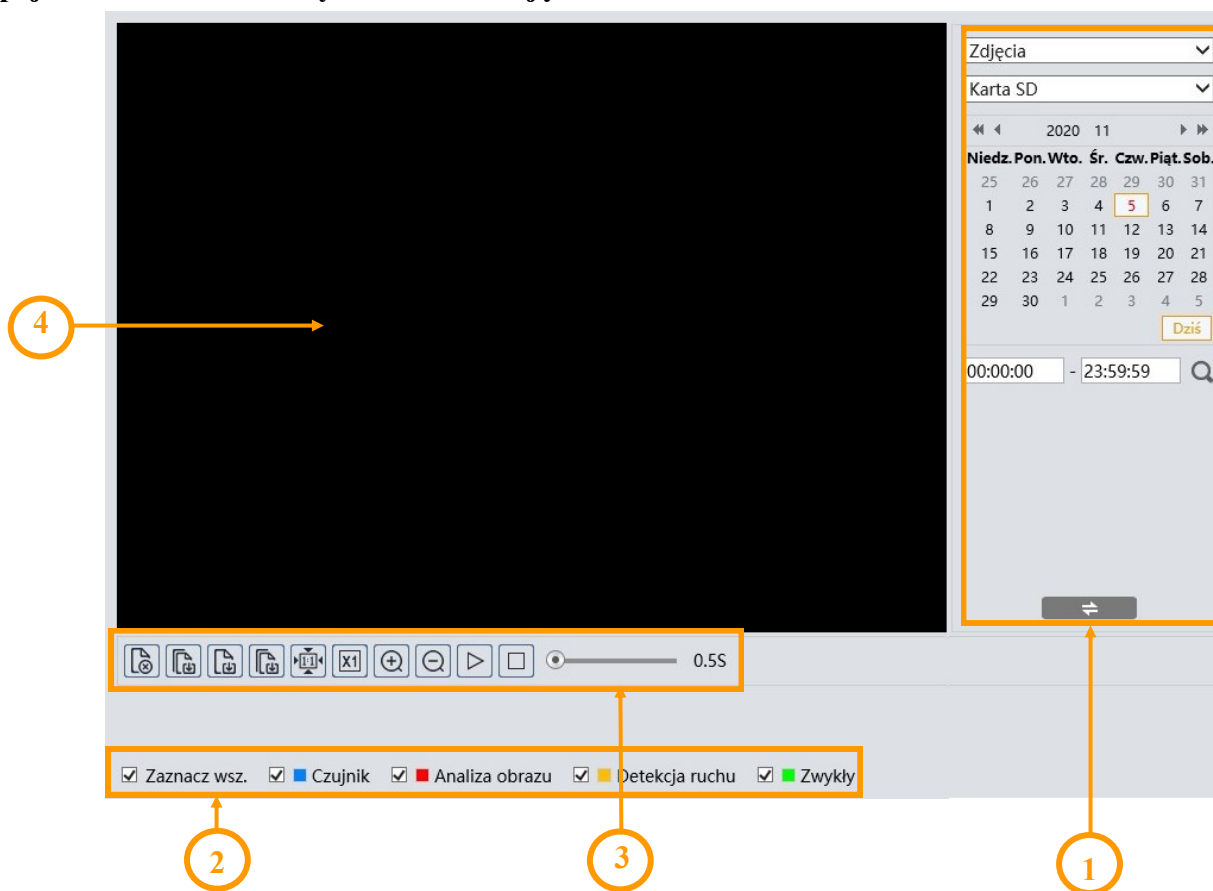 Zdjęcia
Karta SD
2020 11
Niedz. Pon. Wto. Śr. Czw. Piąt. Sob.
25 26 27 28 29 30 31
1 2 3 4 5 6 7
8 9 10 11 12 13 14
15 16 17 18 19 20 21
22 23 24 25 26 27 28
29 30 1 2 3 4 5
Dziś
00:00:00 - 23:59:59
4
1:1 X1 0.5S
Zaznacz wsz. Czujnik Analiza obrazu Detekcja ruchu Zwykły
2 3 1